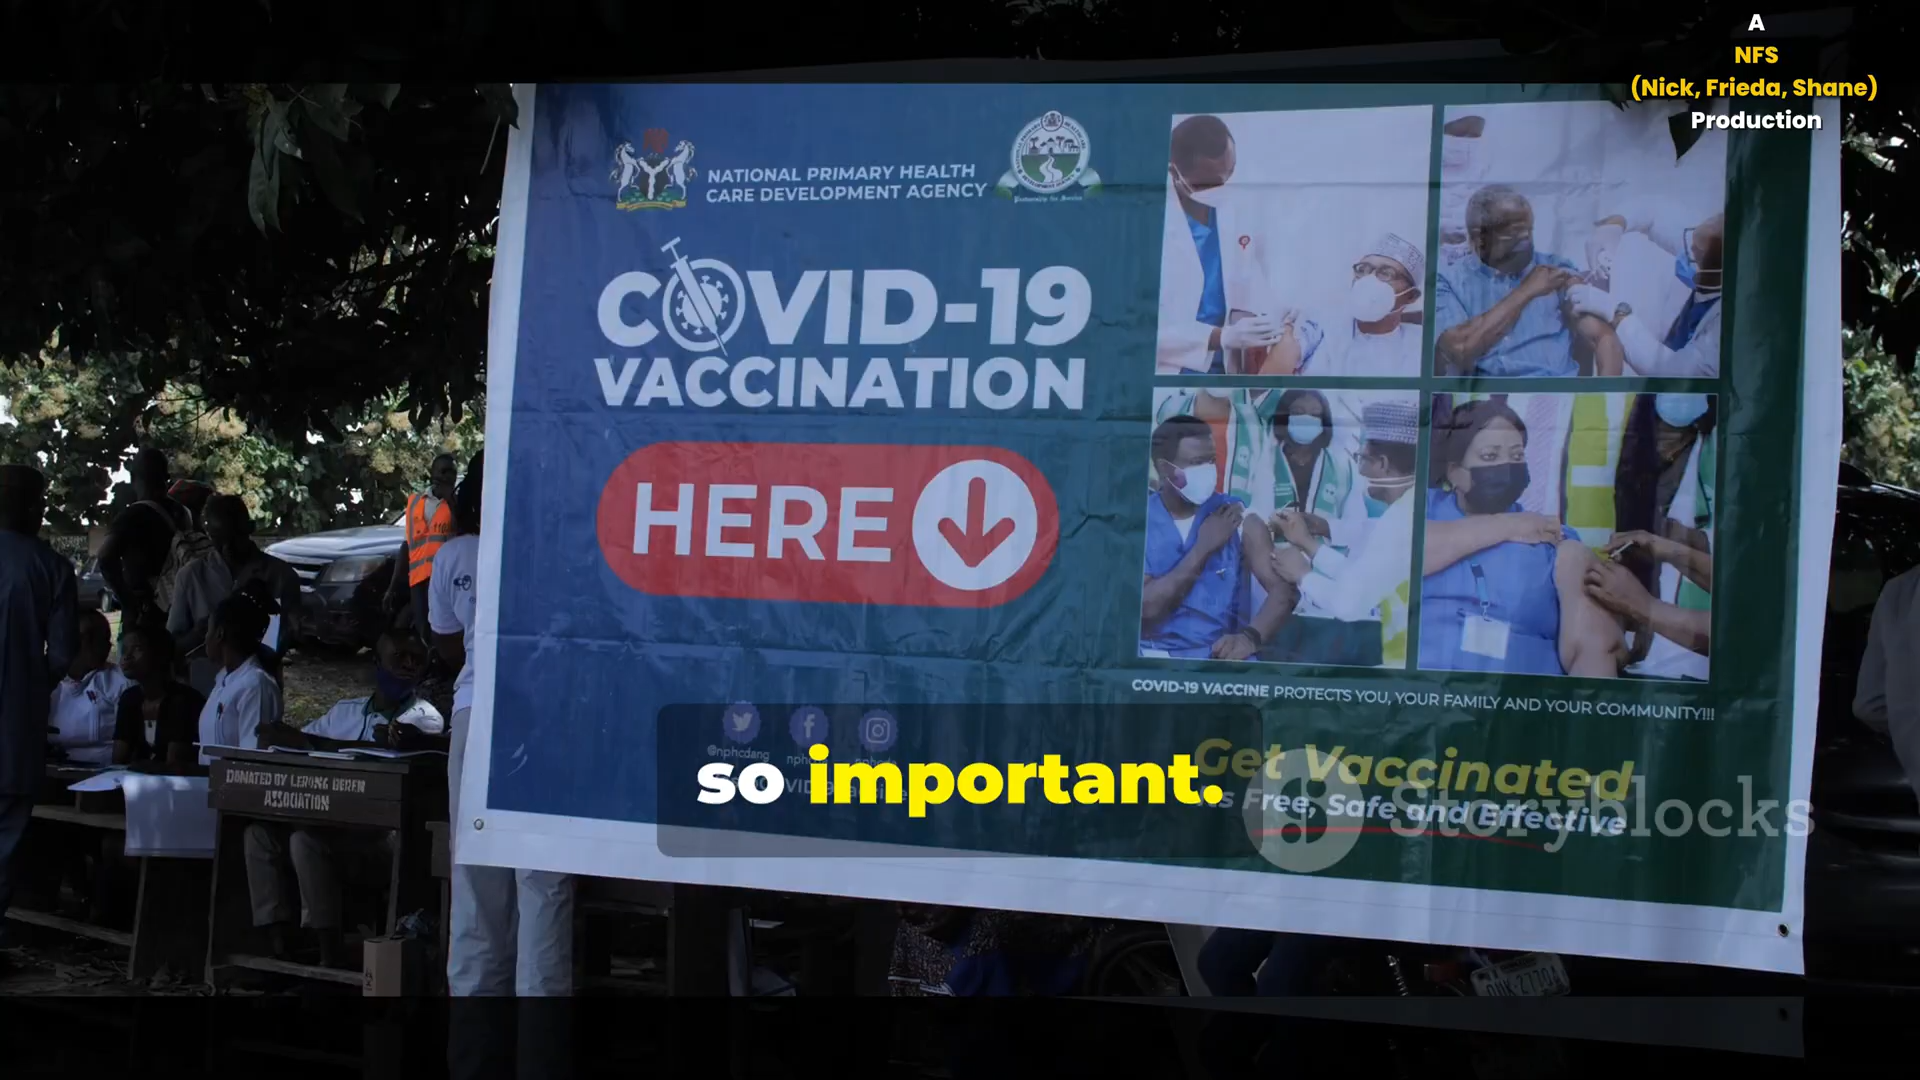 A
NFS
(Nick, Frieda, Shane)
Production
NATIONAL PRIMARY HEALTH
CARE DEVELOPMENT AGENCY
COVID-19
VACCINATION
HERE
COVID-19 VACCINE PROTECTS YOU, YOUR FAMILY AND YOUR COMMUNITY!!!
@nphcdang
so important.
Get Vaccinated
Free, Safe and Effective
Storyblocks
DONATED BY LERONG GEREN
ASSOCIATION